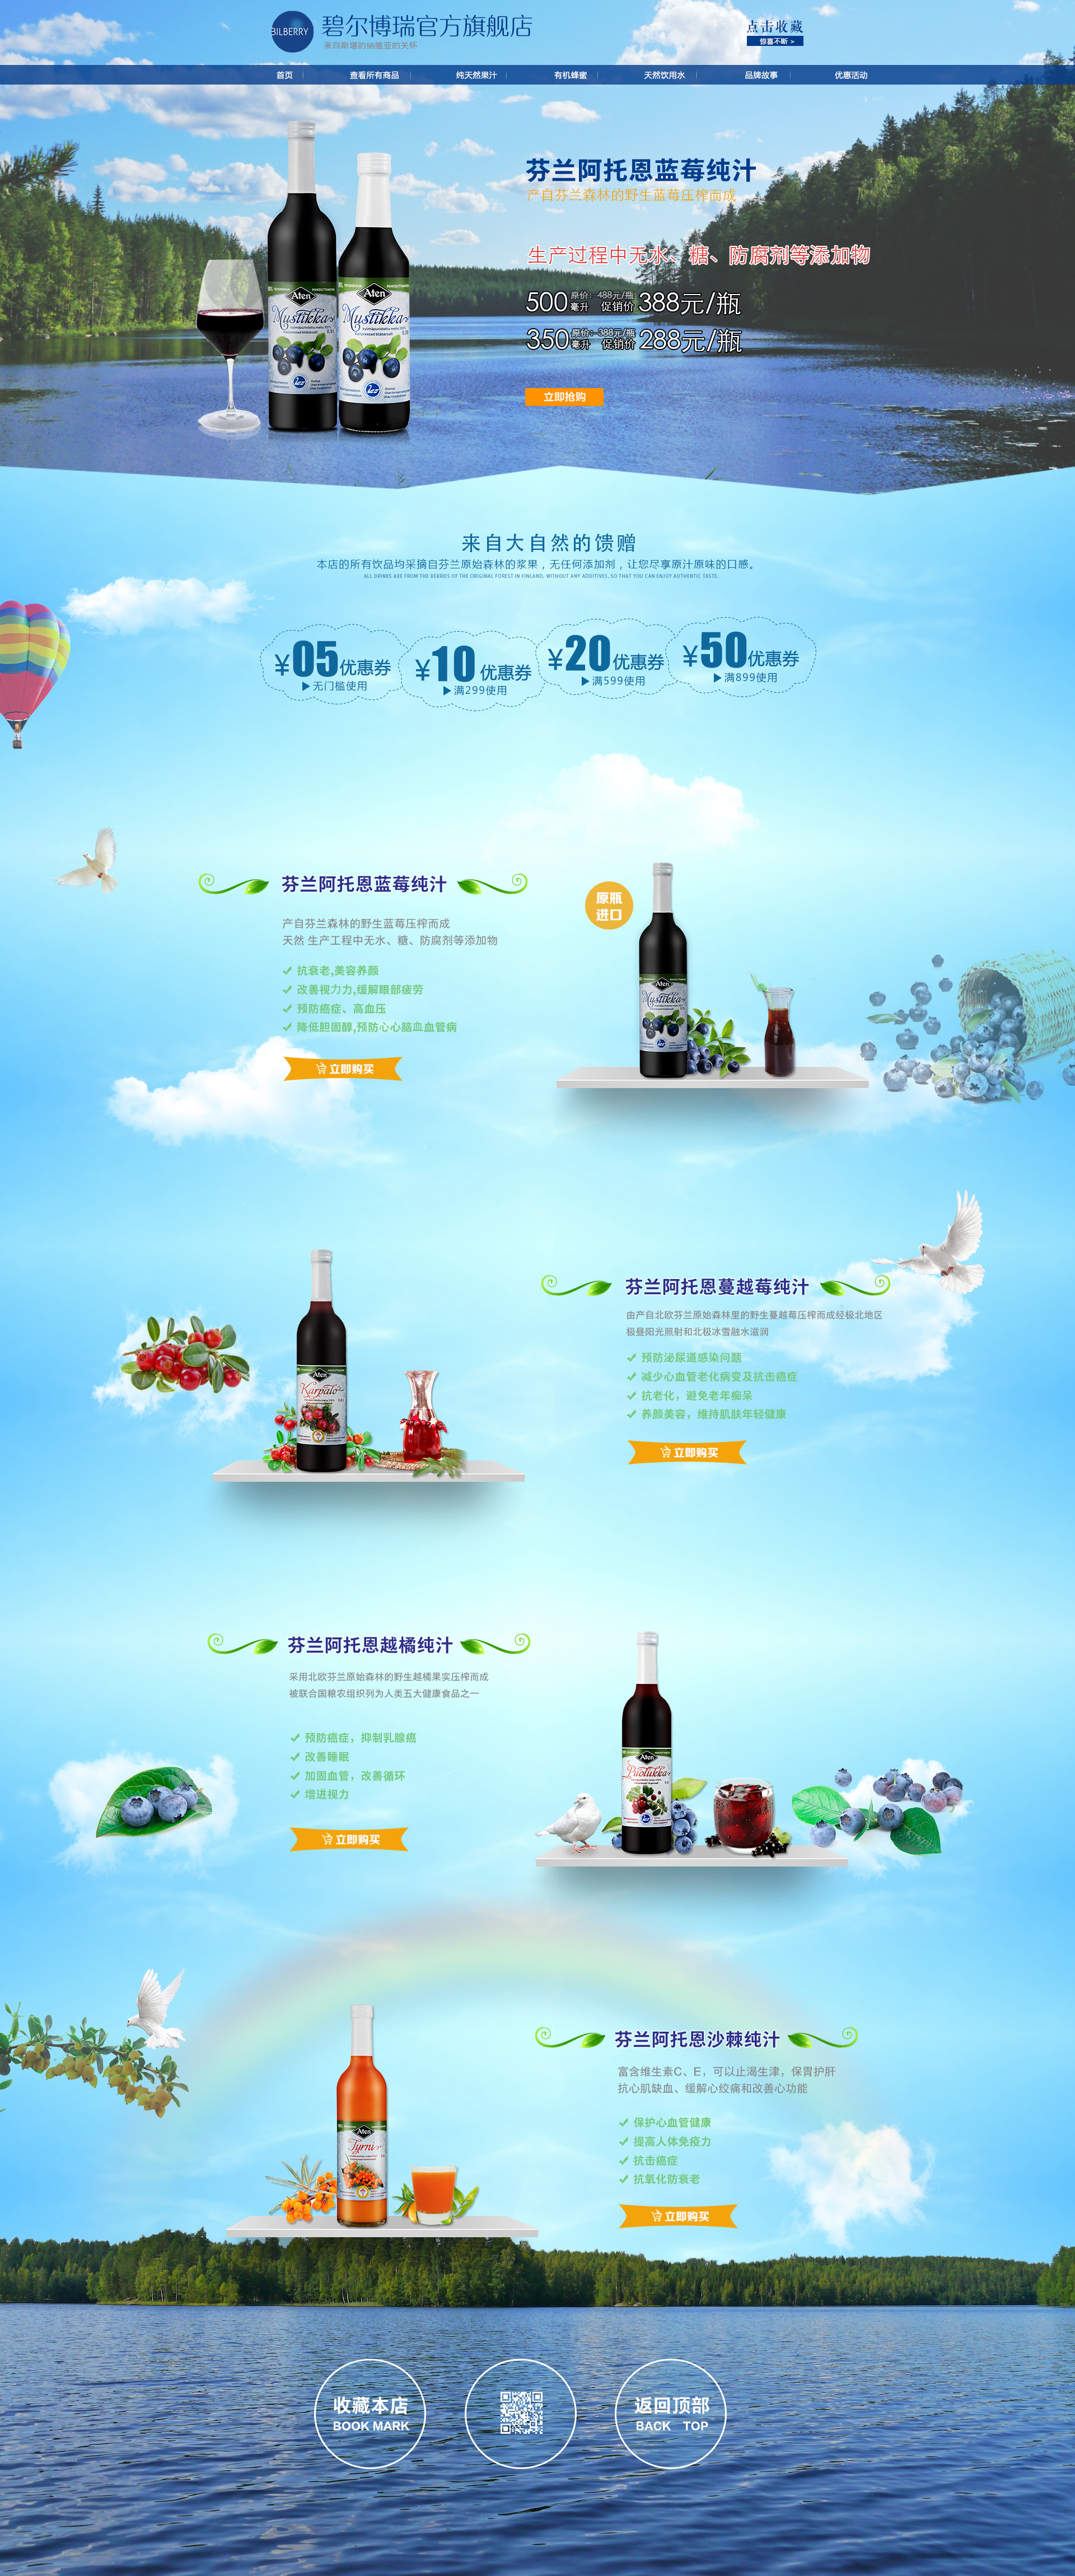 BILBERRY
碧尔博瑞官方旗舰店
来自斯堪的纳维亚的关怀
点击收藏
惊喜不断 >
首页 查看所有商品 纯天然果汁 有机蜂蜜 天然饮用水 品牌故事 优惠活动
芬兰阿托恩蓝莓纯汁
产自芬兰森林的野生蓝莓压榨而成
生产过程中无水、糖、防腐剂等添加物
500毫升 原价：488元/瓶 促销价 388元/瓶
350毫升 原价：388元/瓶 促销价 288元/瓶
立即抢购
Aten
Mustikka
Aten
Mustikka
来自大自然的馈赠
本店的所有饮品均采摘自芬兰原始森林的浆果，无任何添加剂，让您尽享原汁原味的口感。
ALL DRINKS ARE FROM THE BERRIES OF THE ORIGINAL FOREST IN FINLAND, WITHOUT ANY ADDITIVES, SO THAT YOU CAN ENJOY AUTHENTIC TASTE.
¥05优惠券
▶无门槛使用
¥10优惠券
▶满299使用
¥20优惠券
▶满599使用
¥50优惠券
▶满899使用
芬兰阿托恩蓝莓纯汁
产自芬兰森林的野生蓝莓压榨而成
天然 生产工程中无水、糖、防腐剂等添加物
抗衰老,美容养颜
改善视力力,缓解眼部疲劳
预防癌症、高血压
降低胆固醇,预防心心脑血血管病
立即购买
原瓶
进口
Aten
Mustikka
芬兰阿托恩蔓越莓纯汁
由产自北欧芬兰原始森林里的野生蔓越莓压榨而成经极北地区
极昼阳光照射和北极冰雪融水滋润
预防泌尿道感染问题
减少心血管老化病变及抗击癌症
抗老化，避免老年痴呆
养颜美容，维持肌肤年轻健康
立即购买
Aten
Karpalo
芬兰阿托恩越橘纯汁
采用北欧芬兰原始森林的野生越橘果实压榨而成
被联合国粮农组织列为人类五大健康食品之一
预防癌症，抑制乳腺癌
改善睡眠
加固血管，改善循环
增进视力
立即购买
Aten
Puolukka
芬兰阿托恩沙棘纯汁
富含维生素C、E，可以止渴生津，保胃护肝
抗心肌缺血、缓解心绞痛和改善心功能
保护心血管健康
提高人体免疫力
抗击癌症
抗氧化防衰老
立即购买
Aten
Tyrni
收藏本店
BOOK MARK
返回顶部
BACK TOP